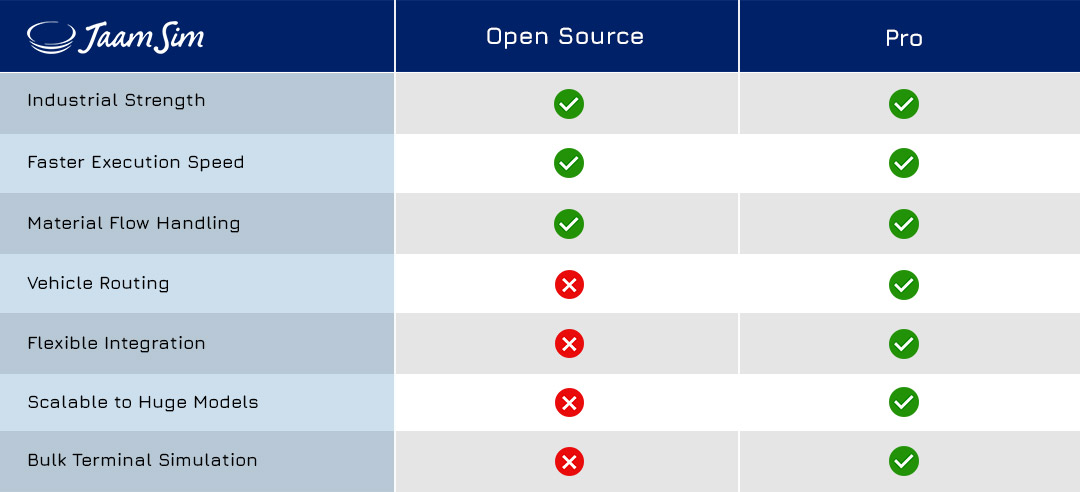 JaamSim Open Source Pro
Industrial Strength
Faster Execution Speed
Material Flow Handling
Vehicle Routing
Flexible Integration
Scalable to Huge Models
Bulk Terminal Simulation